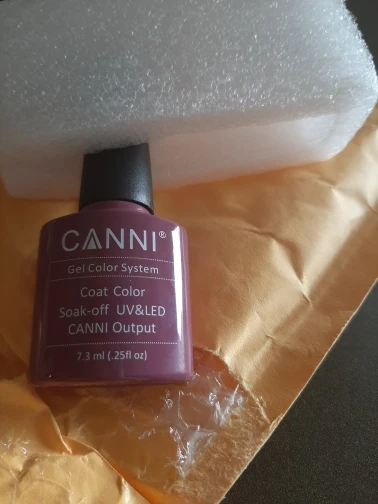 CANNI®
Gel Color System
Coat Color
Soak-off UV&LED
CANNI Output
7.3 ml (.25fl oz)